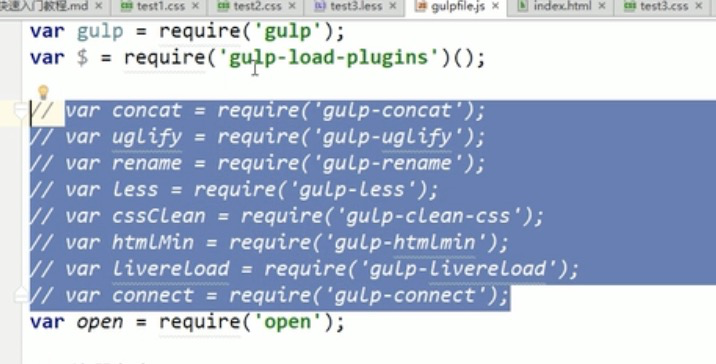 快速入门教程.md test1.css test2.css test3.less gulpfile.js index.html test3.css
var gulp = require('gulp');
var $ = require('gulp-load-plugins')();
// var concat = require('gulp-concat');
// var uglify = require('gulp-uglify');
// var rename = require('gulp-rename');
// var less = require('gulp-less');
// var cssClean = require('gulp-clean-css');
// var htmlMin = require('gulp-htmlmin');
// var livereload = require('gulp-livereload');
// var connect = require('gulp-connect');
var open = require('open');